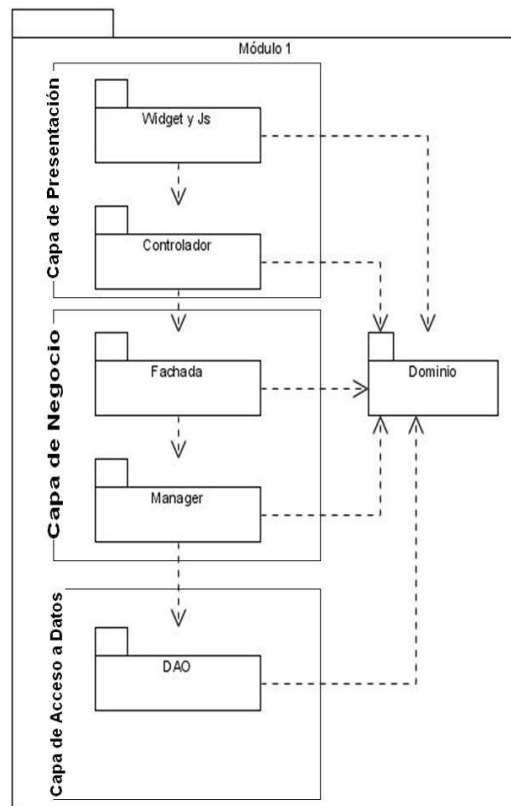 Módulo 1
Capa de Presentación
Widget y Js
Controlador
Capa de Negocio
Fachada
Dominio
Manager
Capa de Acceso a Datos
DAO